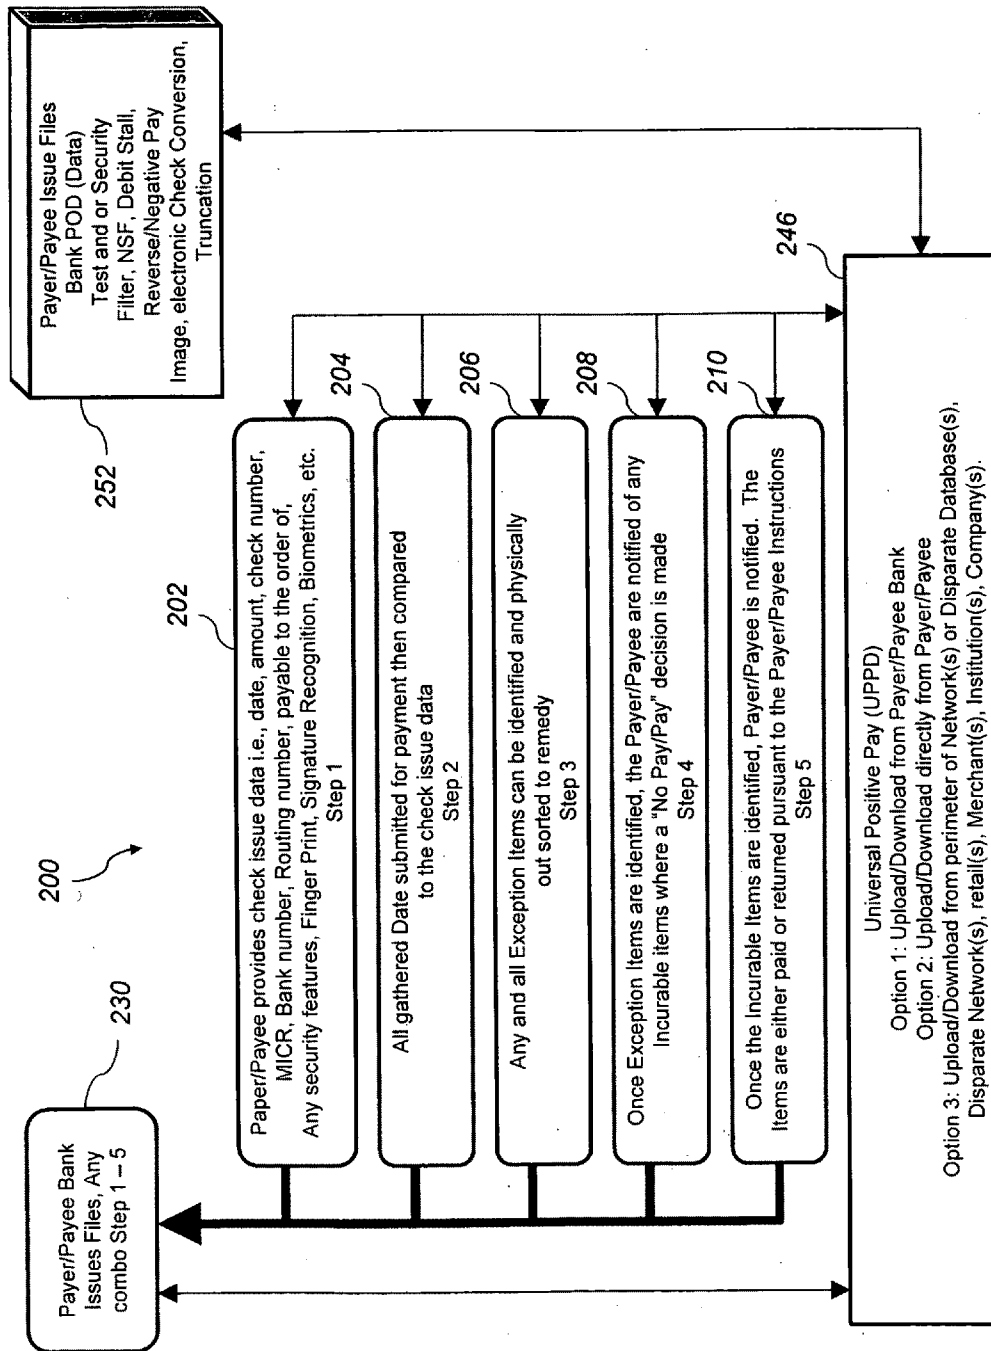 200
Payer/Payee Bank
Issues Files, Any
combo Step 1 – 5
230
Payer/Payee Issue Files
Bank POD (Data)
Test and or Security
Filter, NSF, Debit Stall,
Reverse/Negative Pay
Image, electronic Check Conversion,
Truncation
252
202
Paper/Payee provides check issue data i.e., date, amount, check number,
MICR, Bank number, Routing number, payable to the order of,
Any security features, Finger Print, Signature Recognition, Biometrics, etc.
Step 1
204
All gathered Date submitted for payment then compared
to the check issue data
Step 2
206
Any and all Exception Items can be identified and physically
out sorted to remedy
Step 3
208
Once Exception Items are identified, the Payer/Payee are notified of any
Incurable items where a "No Pay/Pay" decision is made
Step 4
210
Once the Incurable Items are identified, Payer/Payee is notified. The
Items are either paid or returned pursuant to the Payer/Payee Instructions
Step 5
246
Universal Positive Pay (UPPD)
Option 1: Upload/Download from Payer/Payee Bank
Option 2: Upload/Download directly from Payer/Payee
Option 3: Upload/Download from perimeter of Network(s) or Disparate Database(s),
Disparate Network(s), retail(s), Merchant(s), Institution(s), Company(s).